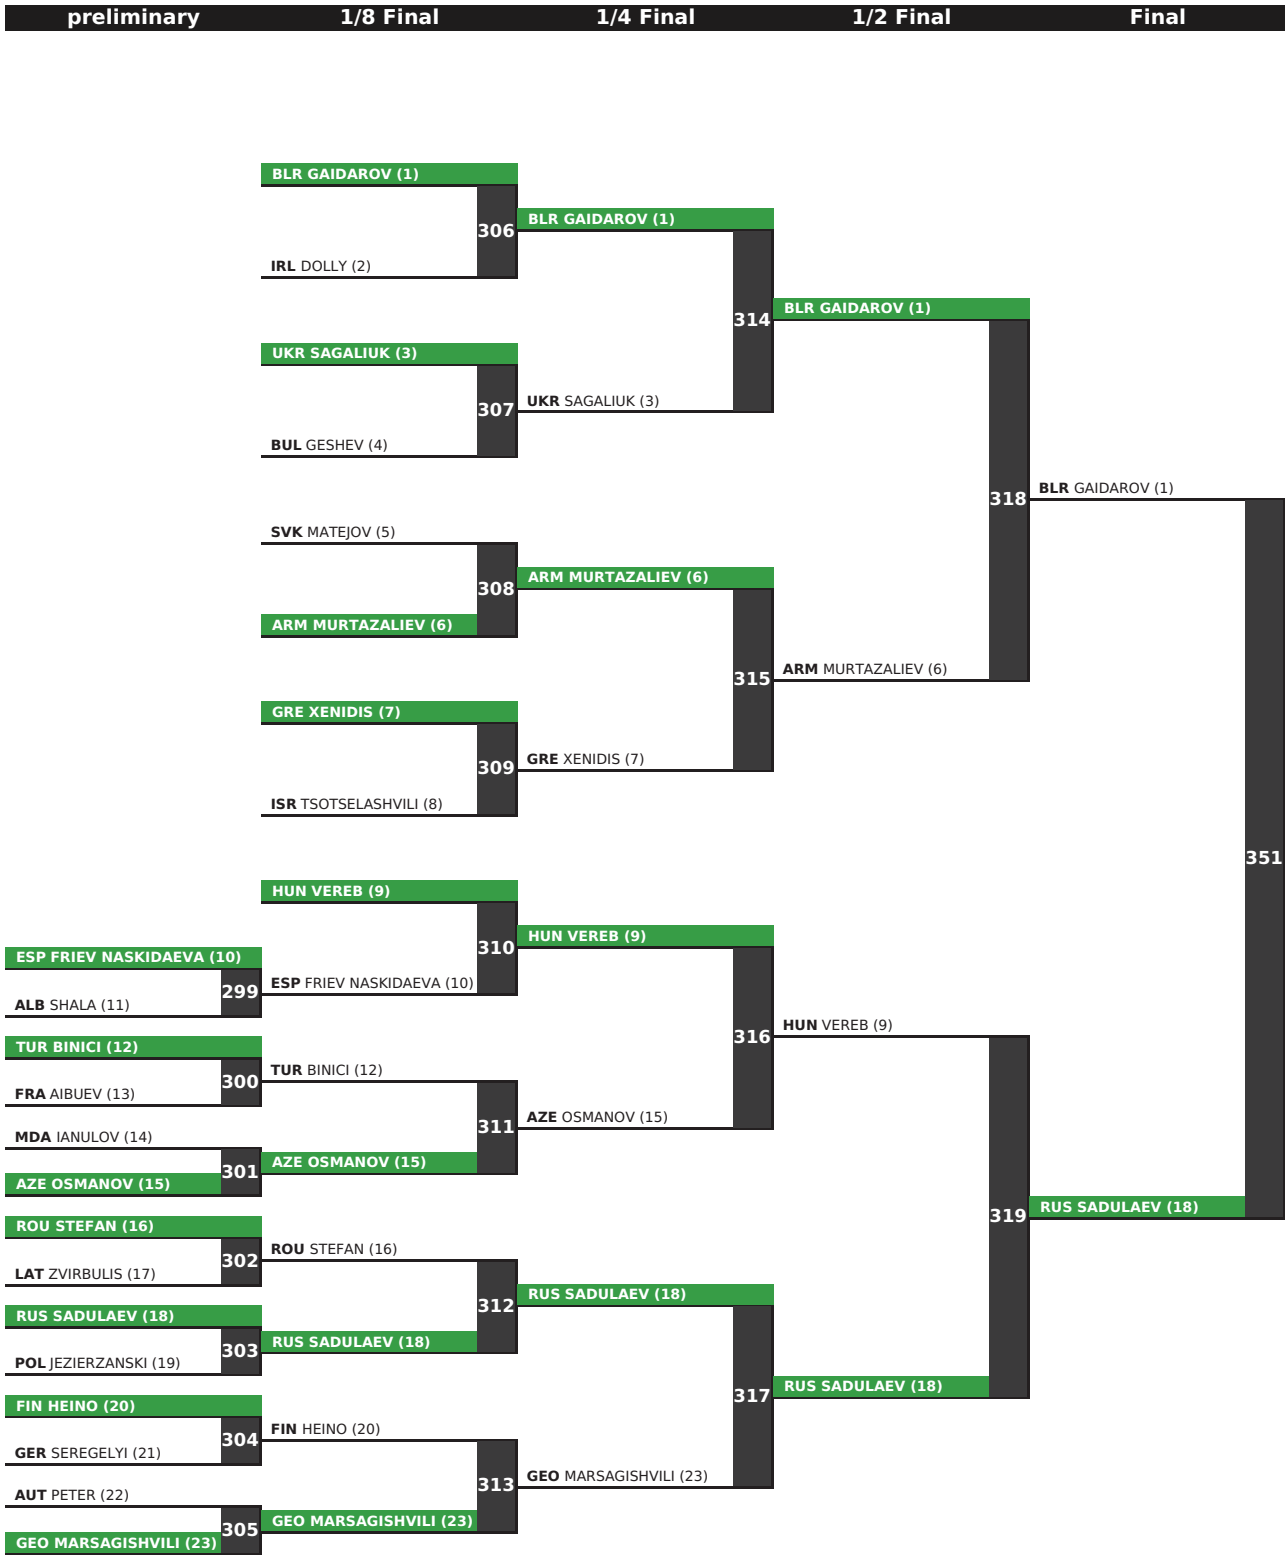 preliminary 1/8 Final 1/4 Final 1/2 Final Final
BLR GAIDAROV (1)
306
IRL DOLLY (2)
UKR SAGALIUK (3)
307
BUL GESHEV (4)
SVK MATEJOV (5)
308
ARM MURTAZALIEV (6)
GRE XENIDIS (7)
309
ISR TSOTSELASHVILI (8)
HUN VEREB (9)
310
ESP FRIEV NASKIDAEVA (10)
ESP FRIEV NASKIDAEVA (10)
299
ALB SHALA (11)
TUR BINICI (12)
300
FRA AIBUEV (13)
MDA IANULOV (14)
301
AZE OSMANOV (15)
TUR BINICI (12)
311
AZE OSMANOV (15)
ROU STEFAN (16)
302
LAT ZVIRBULIS (17)
RUS SADULAEV (18)
303
POL JEZIERZANSKI (19)
ROU STEFAN (16)
312
RUS SADULAEV (18)
FIN HEINO (20)
304
GER SEREGELYI (21)
AUT PETER (22)
305
GEO MARSAGISHVILI (23)
FIN HEINO (20)
313
GEO MARSAGISHVILI (23)
BLR GAIDAROV (1)
314
UKR SAGALIUK (3)
ARM MURTAZALIEV (6)
315
GRE XENIDIS (7)
HUN VEREB (9)
316
AZE OSMANOV (15)
RUS SADULAEV (18)
317
GEO MARSAGISHVILI (23)
BLR GAIDAROV (1)
318
ARM MURTAZALIEV (6)
HUN VEREB (9)
319
RUS SADULAEV (18)
BLR GAIDAROV (1)
351
RUS SADULAEV (18)